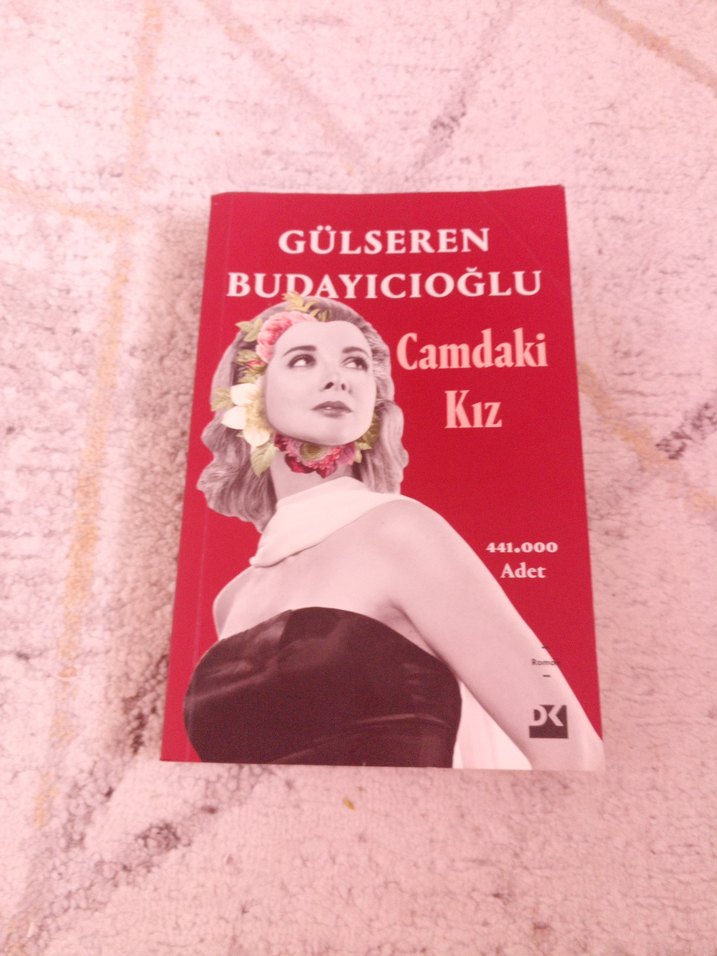 GÜLSEREN
BUDAYICIOĞLU
Camdaki
Kız
441.000
Adet
Roman
DK